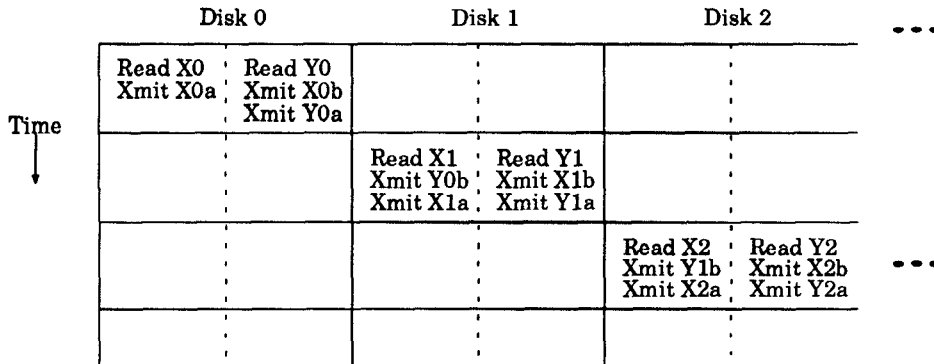 Disk 0 Disk 1 Disk 2
Read X0 Read Y0
Xmit X0a Xmit X0b
Xmit Y0a
Time
Read X1 Read Y1
Xmit Y0b Xmit X1b
Xmit X1a Xmit Y1a
Read X2 Read Y2
Xmit Y1b Xmit X2b
Xmit X2a Xmit Y2a